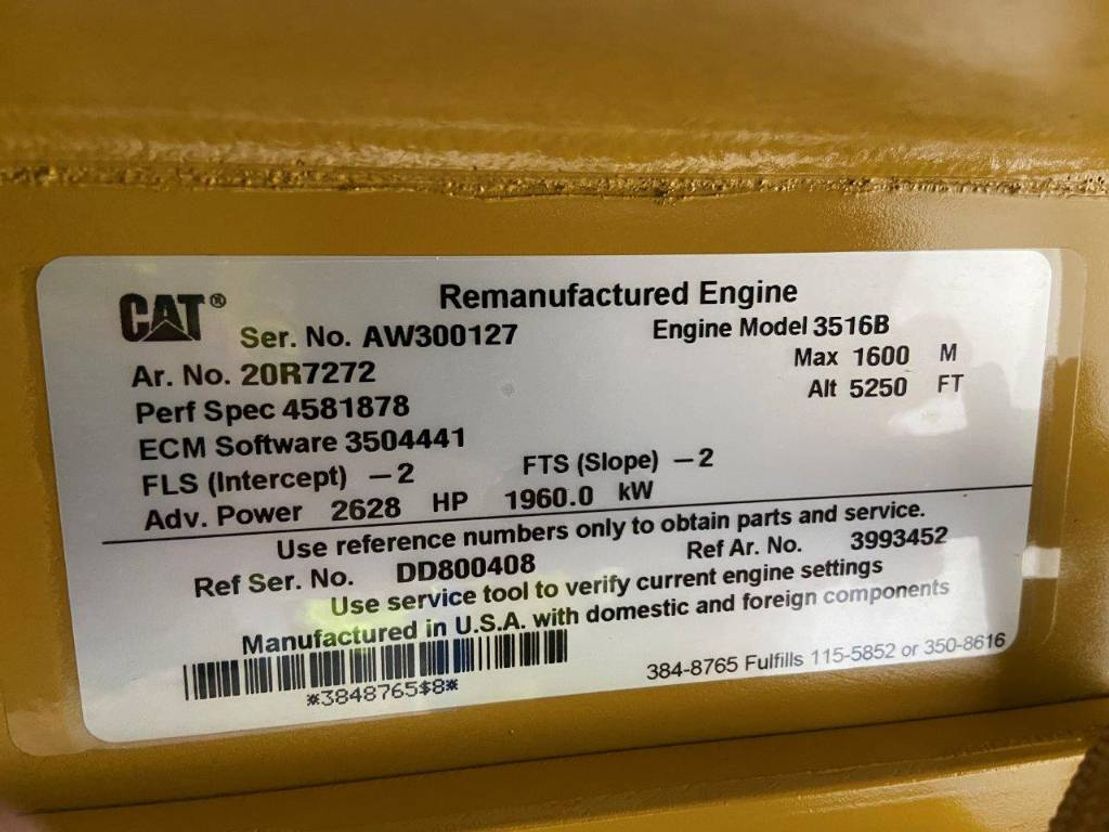 CAT®
Remanufactured Engine
Ser. No. AW300127
Engine Model 3516B
Max 1600 M
Ar. No. 20R7272
Alt 5250 FT
Perf Spec 4581878
ECM Software 3504441
FLS (Intercept) -2 FTS (Slope) -2
Adv. Power 2628 HP 1960.0 kW
Use reference numbers only to obtain parts and service.
Ref Ser. No. DD800408 Ref Ar. No. 3993452
Use service tool to verify current engine settings
Manufactured in U.S.A. with domestic and foreign components
384-8765 Fulfills 115-5852 or 350-8616
*3848765$8*